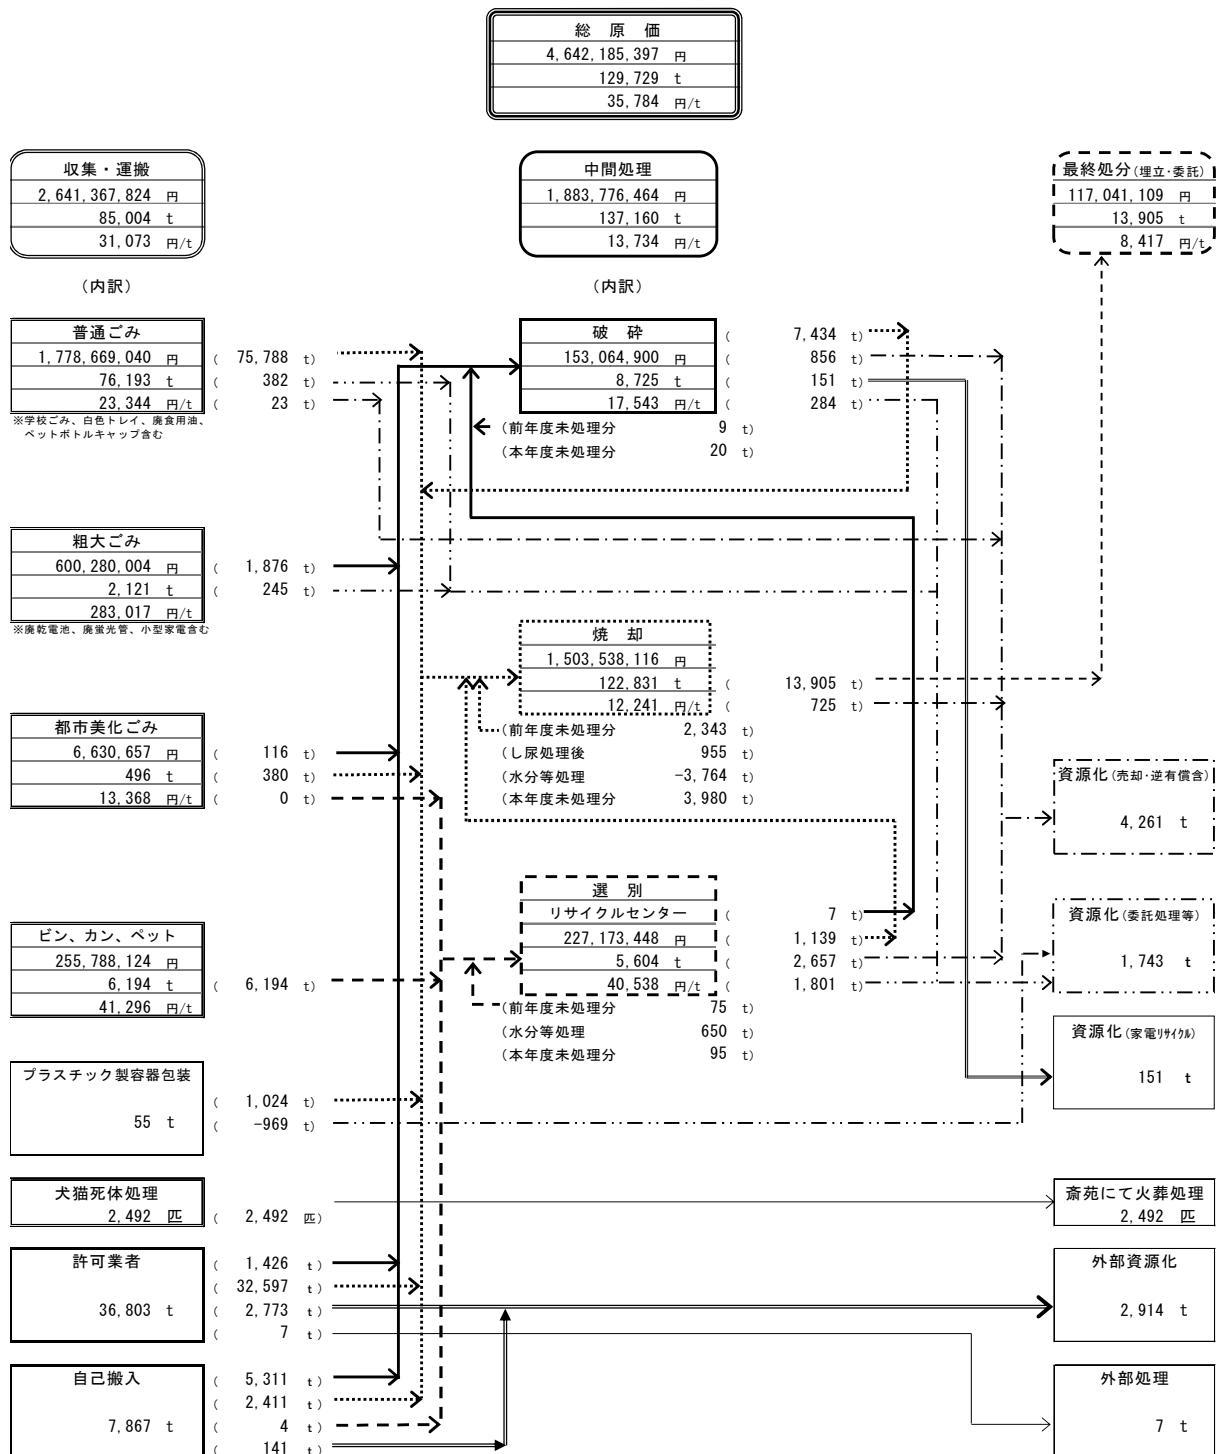 総 原 価
4,642,185,397 円
129,729 t
35,784 円/t
収集・運搬
2,641,367,824 円
85,004 t
31,073 円/t
中間処理
1,883,776,464 円
137,160 t
13,734 円/t
最終処分(埋立・委託)
117,041,109 円
13,905 t
8,417 円/t
(内訳)
(内訳)
普通ごみ
1,778,669,040 円 ( 75,788 t)
76,193 t ( 382 t)
23,344 円/t ( 23 t)
※学校ごみ、白色トレイ、廃食用油、
ペットボトルキャップ含む
破 砕
( 7,434 t)
153,064,900 円 ( 856 t)
8,725 t ( 151 t)
17,543 円/t ( 284 t)
(前年度未処理分 9 t)
(本年度未処理分 20 t)
粗大ごみ
600,280,004 円 ( 1,876 t)
2,121 t ( 245 t)
283,017 円/t
※廃乾電池、廃蛍光管、小型家電含む
焼 却
1,503,538,116 円
122,831 t ( 13,905 t)
12,241 円/t ( 725 t)
(前年度未処理分 2,343 t)
(し尿処理後 955 t)
(水分等処理 -3,764 t)
(本年度未処理分 3,980 t)
都市美化ごみ
6,630,657 円 ( 116 t)
496 t ( 380 t)
13,368 円/t ( 0 t)
資源化(売却・逆有償含)
4,261 t
選 別
リサイクルセンター ( 7 t)
227,173,448 円 ( 1,139 t)
5,604 t ( 2,657 t)
40,538 円/t ( 1,801 t)
(前年度未処理分 75 t)
(水分等処理 650 t)
(本年度未処理分 95 t)
資源化(委託処理等)
1,743 t
ビン、カン、ペット
255,788,124 円
6,194 t ( 6,194 t)
41,296 円/t
資源化(家電リサイクル)
151 t
プラスチック製容器包装
( 1,024 t)
55 t ( -969 t)
犬猫死体処理
2,492 匹 ( 2,492 匹)
斎苑にて火葬処理
2,492 匹
許可業者 ( 1,426 t)
( 32,597 t)
36,803 t ( 2,773 t)
( 7 t)
外部資源化
2,914 t
自己搬入 ( 5,311 t)
( 2,411 t)
7,867 t ( 4 t)
( 141 t)
外部処理
7 t